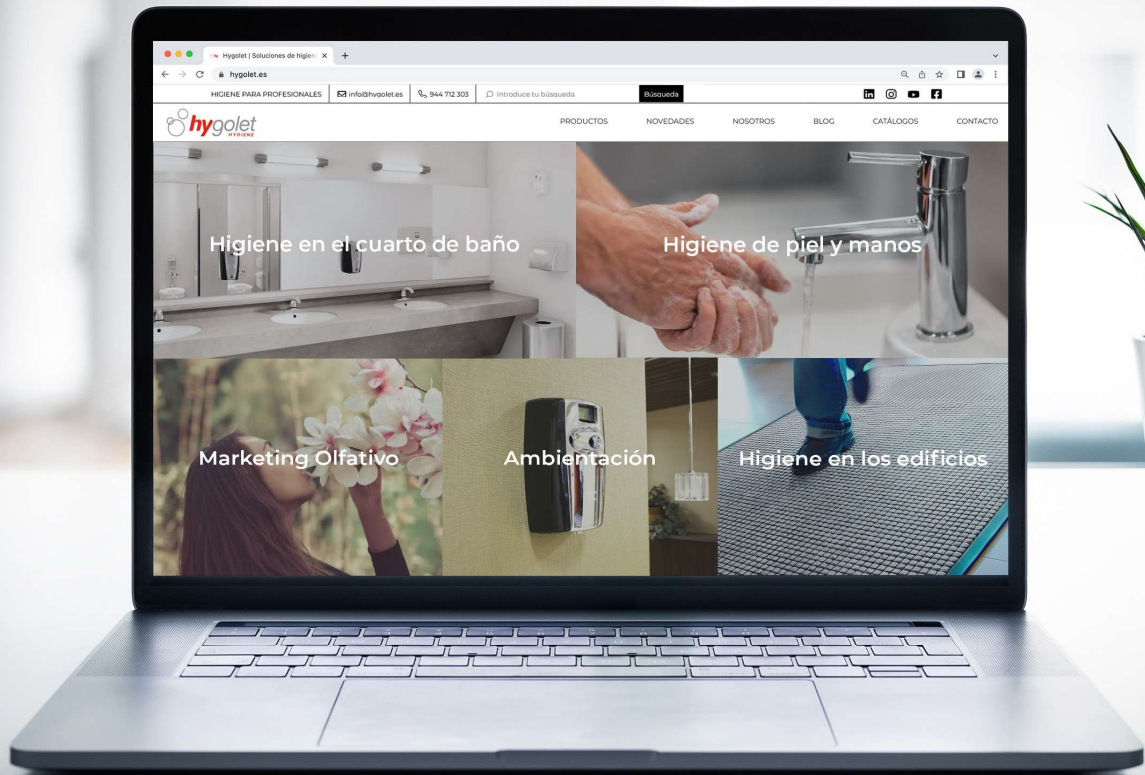 Hygolet | Soluciones de higien
hygolet.es
HIGIENE PARA PROFESIONALES
info@hygolet.es
944 712 303
Introduce tu búsqueda
Búsqueda
hygolet
HYGIENE
PRODUCTOS NOVEDADES NOSOTROS BLOG CATÁLOGOS CONTACTO
Higiene en el cuarto de baño
Higiene de piel y manos
Marketing Olfativo
Ambientación
Higiene en los edificios